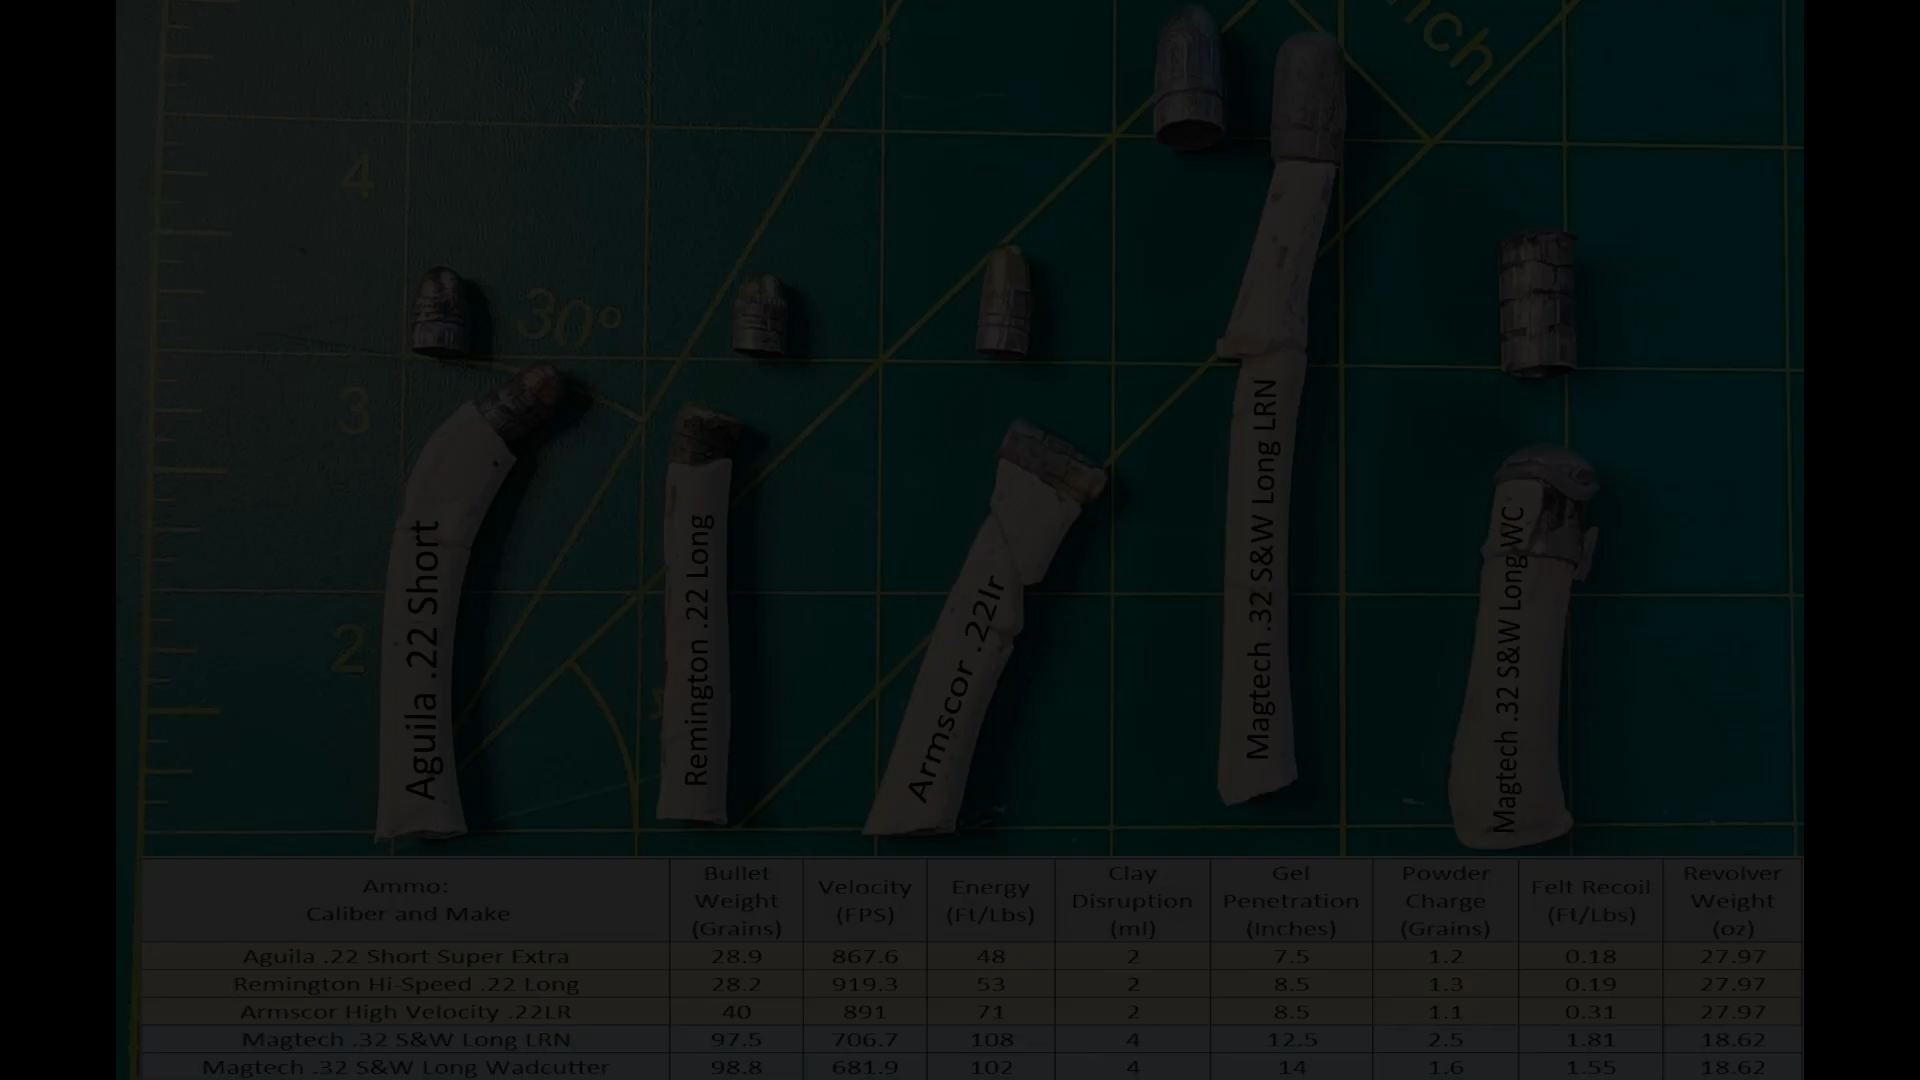 inch
4
30°
3
2
Aguila .22 Short
Remington .22 Long
Armscor .22lr
Magtech .32 S&W Long LRN
Magtech .32 S&W Long WC
Ammo: Caliber and Make | Bullet Weight (Grains) | Velocity (FPS) | Energy (Ft/Lbs) | Clay Disruption (ml) | Gel Penetration (Inches) | Powder Charge (Grains) | Felt Recoil (Ft/Lbs) | Revolver Weight (oz)
Aguila .22 Short Super Extra 28.9 867.6 48 2 7.5 1.2 0.18 27.97
Remington Hi-Speed .22 Long 28.2 919.3 53 2 8.5 1.3 0.19 27.97
Armscor High Velocity .22LR 40 891 71 2 8.5 1.1 0.31 27.97
Magtech .32 S&W Long LRN 97.5 706.7 108 4 12.5 2.5 1.81 18.62
Magtech .32 S&W Long Wadcutter 98.8 681.9 102 4 14 1.6 1.55 18.62